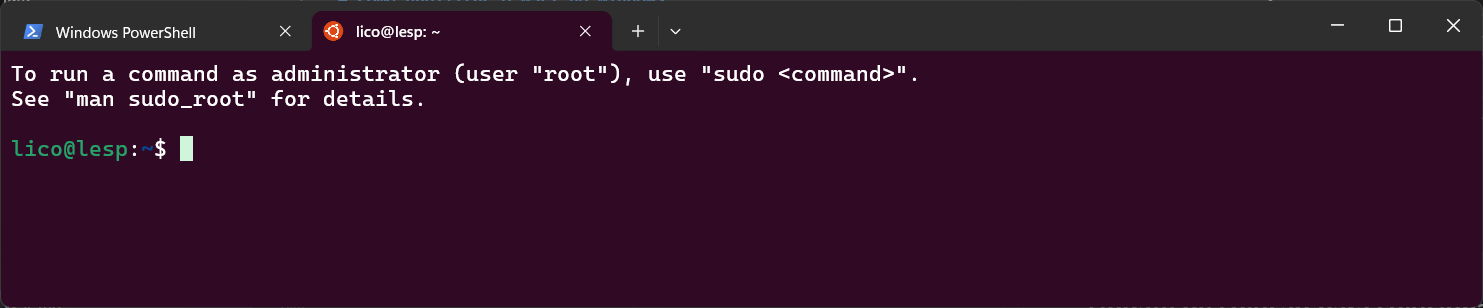 Windows PowerShell
lico@lesp: ~
To run a command as administrator (user "root"), use "sudo <command>".
See "man sudo_root" for details.
lico@lesp:~$